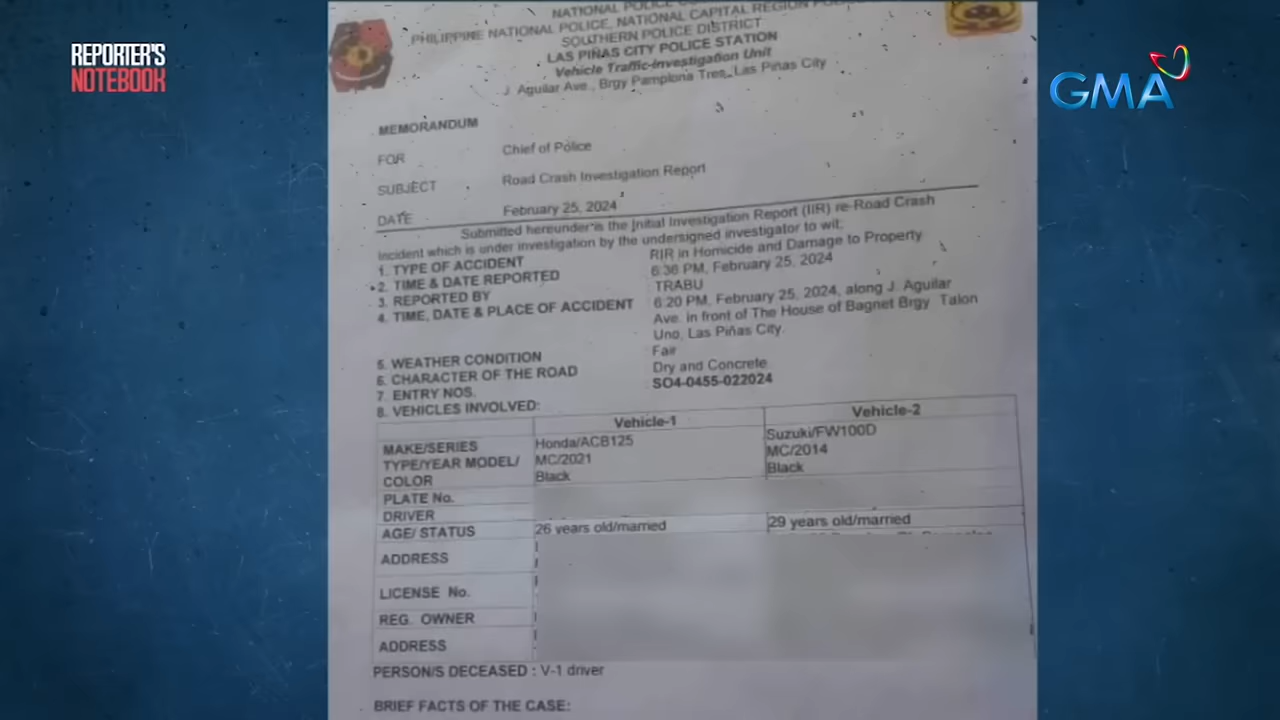 REPORTER'S
NOTEBOOK
GMA
NATIONAL POLICE
PHILIPPINE NATIONAL POLICE, NATIONAL CAPITAL REGION
SOUTHERN POLICE DISTRICT
LAS PIÑAS CITY POLICE STATION
Vehicle Traffic-Investigation Unit
J. Aguilar Ave., Brgy Pamplona Tres, Las Piñas City
MEMORANDUM
FOR Chief of Police
SUBJECT Road Crash Investigation Report
DATE February 25, 2024
Submitted hereunder is the Initial Investigation Report (IIR) re-Road Crash
Incident which is under investigation by the undersigned investigator to wit;
1. TYPE OF ACCIDENT RIR in Homicide and Damage to Property
2. TIME & DATE REPORTED 6:36 PM, February 25, 2024
3. REPORTED BY TRABU
4. TIME, DATE & PLACE OF ACCIDENT 6:20 PM, February 25, 2024, along J. Aguilar
Ave. in front of The House of Bagnet Brgy Talon
Uno, Las Piñas City.
5. WEATHER CONDITION Fair
6. CHARACTER OF THE ROAD Dry and Concrete
7. ENTRY NOS. SO4-0455-022024
8. VEHICLES INVOLVED:
Vehicle-1 Vehicle-2
MAKE/SERIES Honda/ACB125 Suzuki/FW100D
TYPE/YEAR MODEL/ MC/2021 MC/2014
COLOR Black Black
PLATE No.
DRIVER
AGE/ STATUS 26 years old/married 29 years old/married
ADDRESS
LICENSE No.
REG. OWNER
ADDRESS
PERSON/S DECEASED : V-1 driver
BRIEF FACTS OF THE CASE: